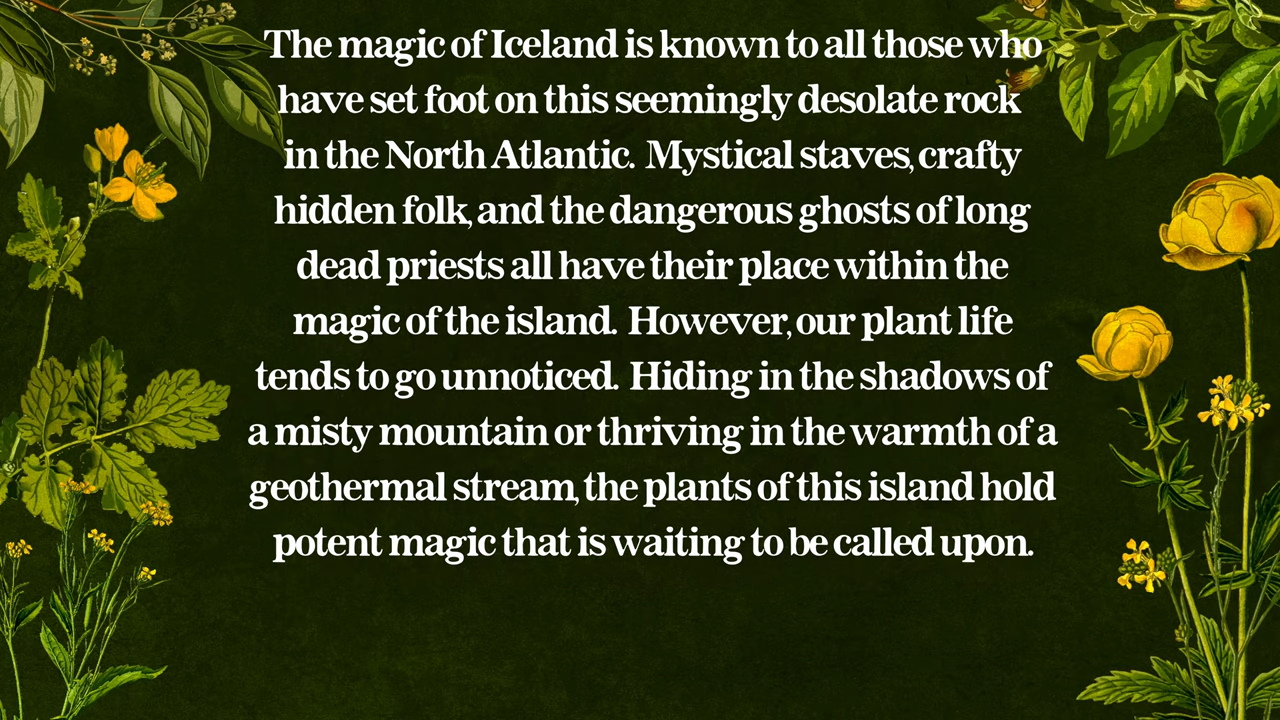 The magic of Iceland is known to all those who
have set foot on this seemingly desolate rock
in the North Atlantic.  Mystical staves, crafty
hidden folk, and the dangerous ghosts of long
dead priests all have their place within the
magic of the island.  However, our plant life
tends to go unnoticed.  Hiding in the shadows of
a misty mountain or thriving in the warmth of a
geothermal stream, the plants of this island hold
potent magic that is waiting to be called upon.